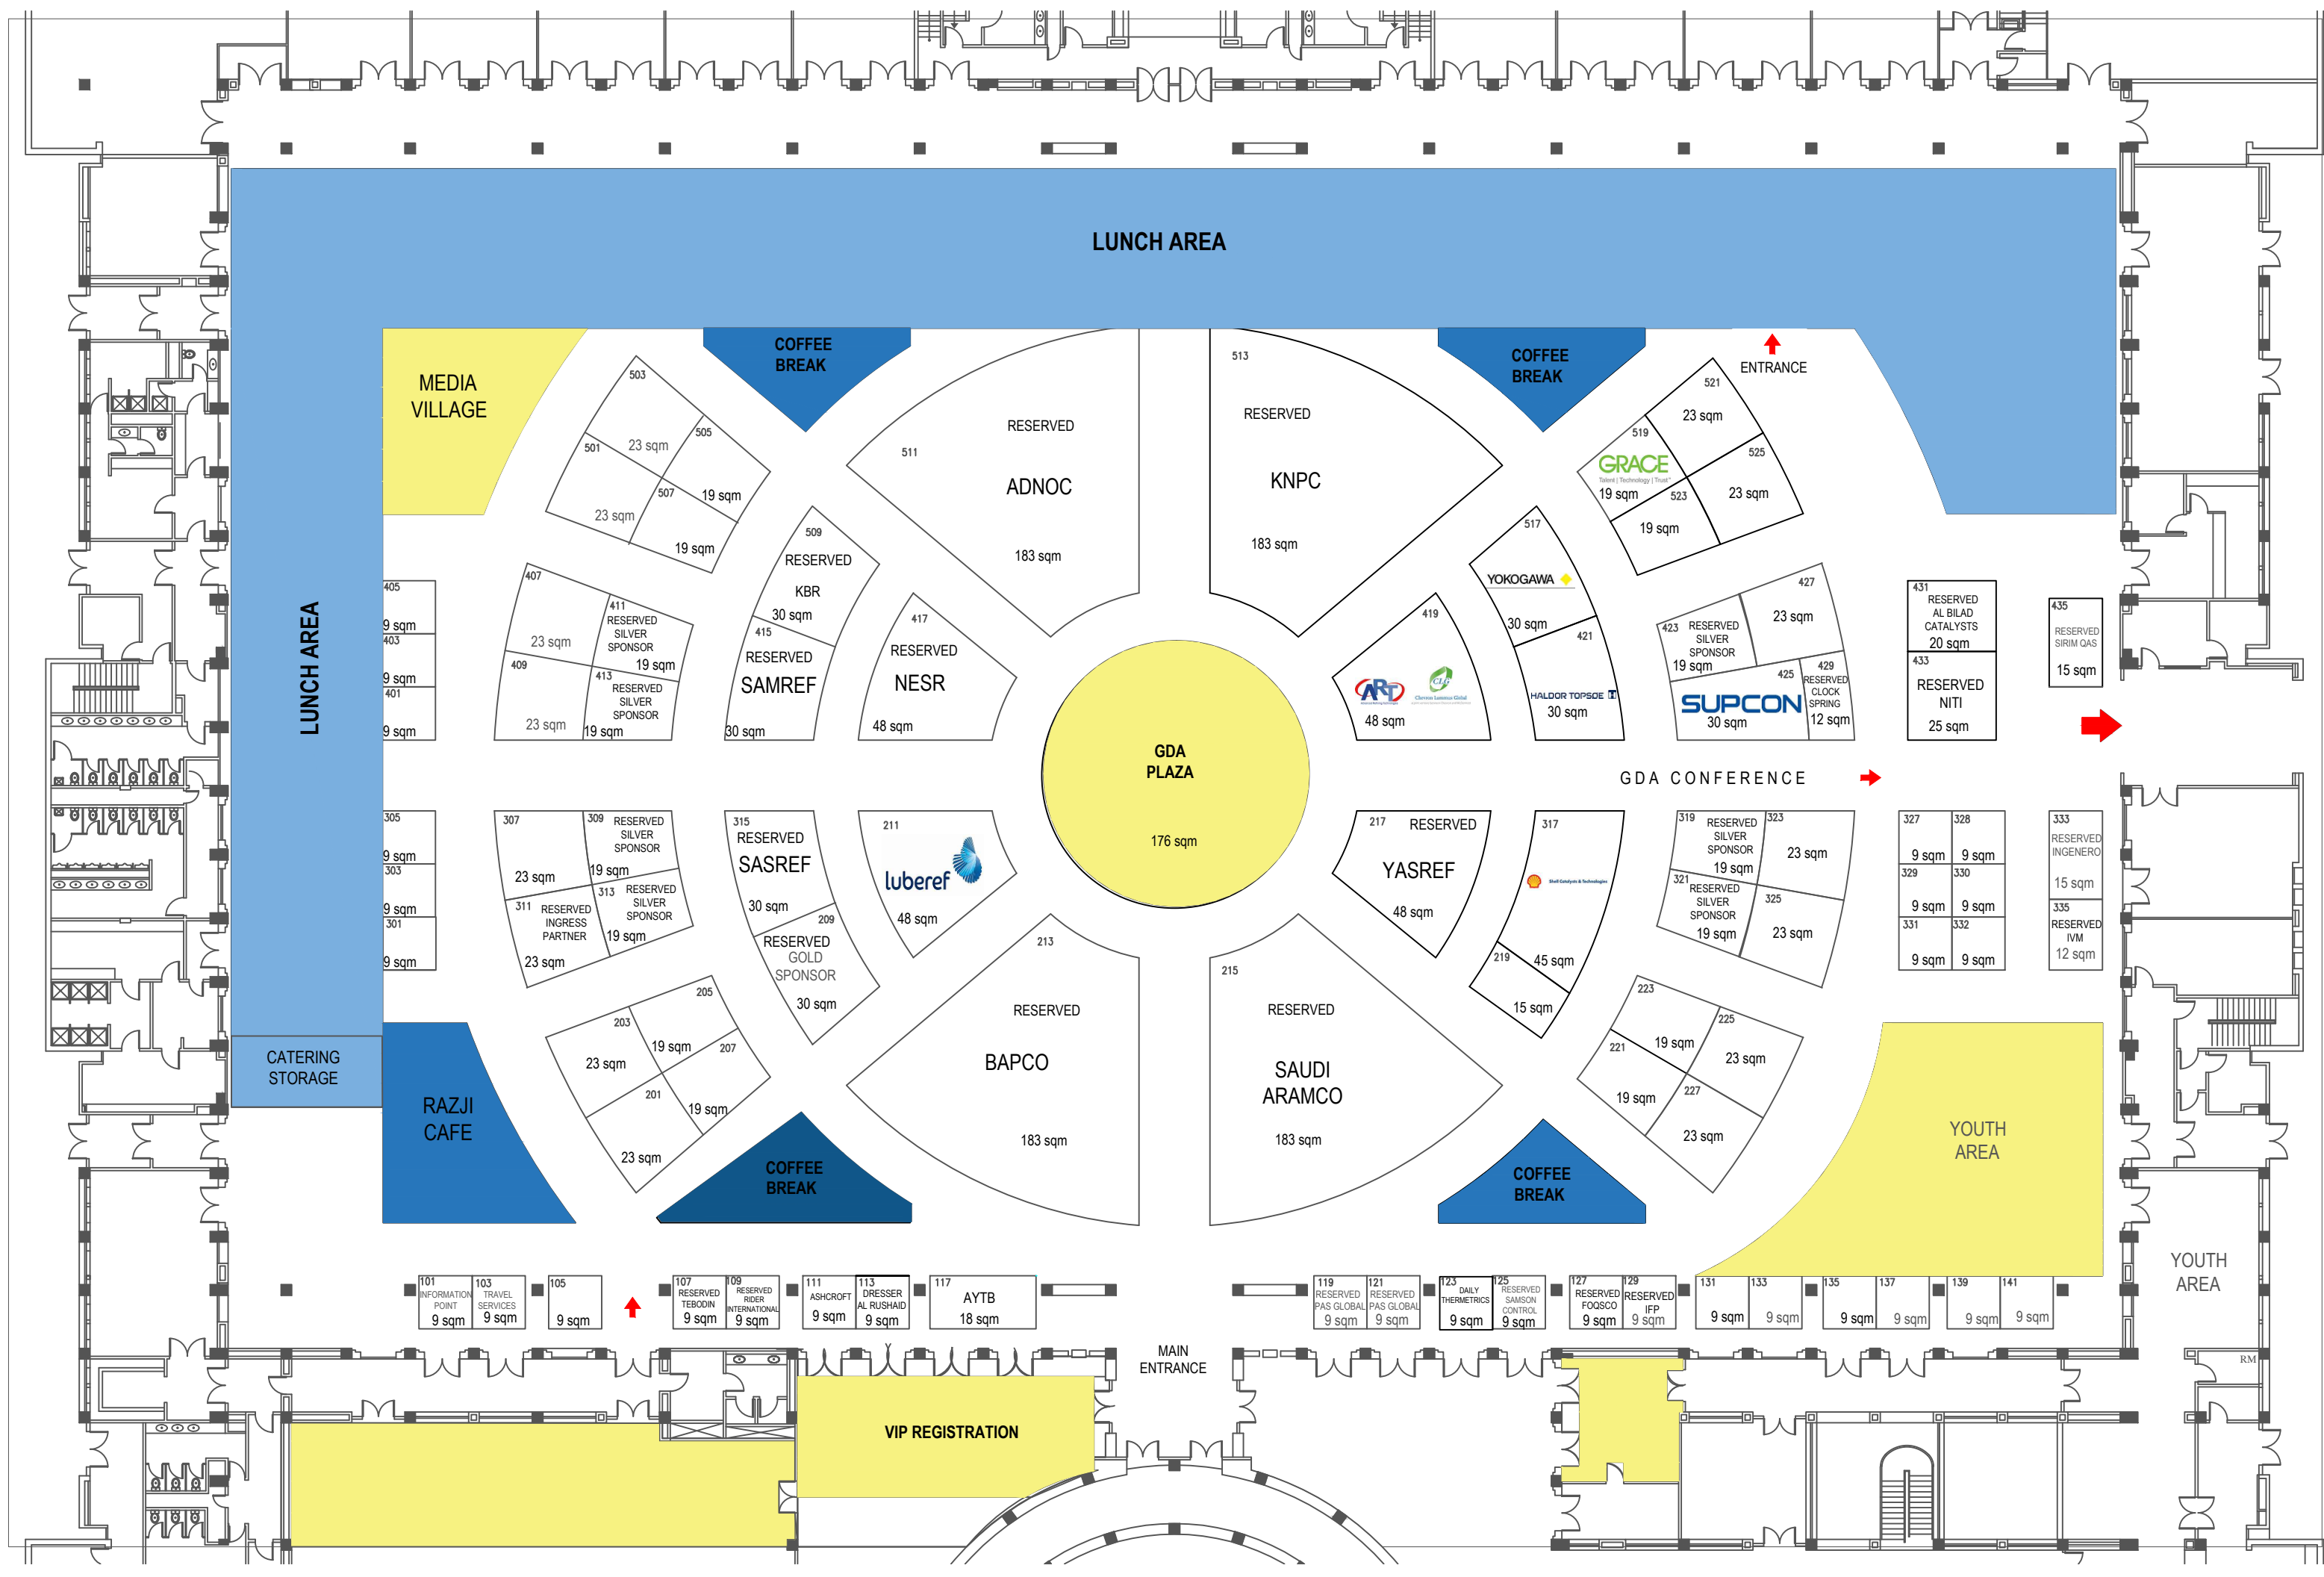 LUNCH AREA
COFFEE
BREAK
COFFEE
BREAK
ENTRANCE
MEDIA
VILLAGE
503
23 sqm
505
19 sqm
501
23 sqm
507
19 sqm
511
RESERVED
ADNOC
183 sqm
513
RESERVED
KNPC
183 sqm
521
23 sqm
519
GRACE
Talent | Technology | Trust™
19 sqm
525
23 sqm
523
19 sqm
LUNCH AREA
405
9 sqm
403
9 sqm
401
9 sqm
407
23 sqm
411
RESERVED
SILVER
SPONSOR
19 sqm
409
23 sqm
413
RESERVED
SILVER
SPONSOR
19 sqm
509
RESERVED
KBR
30 sqm
415
RESERVED
SAMREF
30 sqm
417
RESERVED
NESR
48 sqm
419
ART
CLG
Chevron Lummus Global
48 sqm
517
YOKOGAWA
30 sqm
421
HALDOR TOPSOE
30 sqm
427
23 sqm
423
RESERVED
SILVER
SPONSOR
19 sqm
425
SUPCON
30 sqm
429
RESERVED
CLOCK
SPRING
12 sqm
431
RESERVED
AL BILAD
CATALYSTS
20 sqm
433
RESERVED
NITI
25 sqm
435
RESERVED
SIRIM QAS
15 sqm
GDA
PLAZA
176 sqm
GDA CONFERENCE
305
9 sqm
303
9 sqm
301
9 sqm
307
23 sqm
309
RESERVED
SILVER
SPONSOR
19 sqm
311
RESERVED
INGRESS
PARTNER
23 sqm
313
RESERVED
SILVER
SPONSOR
19 sqm
315
RESERVED
SASREF
30 sqm
209
RESERVED
GOLD
SPONSOR
30 sqm
211
luberef
48 sqm
217
RESERVED
YASREF
48 sqm
317
Shell Catalysts & Technologies
45 sqm
219
15 sqm
319
RESERVED
SILVER
SPONSOR
19 sqm
323
23 sqm
321
RESERVED
SILVER
SPONSOR
19 sqm
325
23 sqm
327
9 sqm
328
9 sqm
329
9 sqm
330
9 sqm
331
9 sqm
332
9 sqm
333
RESERVED
INGENERO
15 sqm
335
RESERVED
IVM
12 sqm
CATERING
STORAGE
RAZJI
CAFE
205
19 sqm
203
23 sqm
207
19 sqm
201
23 sqm
213
RESERVED
BAPCO
183 sqm
215
RESERVED
SAUDI
ARAMCO
183 sqm
223
19 sqm
225
23 sqm
221
19 sqm
227
23 sqm
COFFEE
BREAK
COFFEE
BREAK
YOUTH
AREA
YOUTH
AREA
101
INFORMATION
POINT
9 sqm
103
TRAVEL
SERVICES
9 sqm
105
9 sqm
107
RESERVED
TEBODIN
9 sqm
109
RESERVED
RIDER
INTERNATIONAL
9 sqm
111
ASHCROFT
9 sqm
113
DRESSER
AL RUSHAID
9 sqm
117
AYTB
18 sqm
119
RESERVED
PAS GLOBAL
9 sqm
121
RESERVED
PAS GLOBAL
9 sqm
123
DAILY
THERMETRICS
9 sqm
125
RESERVED
SAMSON
CONTROL
9 sqm
127
RESERVED
FOQSCO
9 sqm
129
RESERVED
IFP
9 sqm
131
9 sqm
133
9 sqm
135
9 sqm
137
9 sqm
139
9 sqm
141
9 sqm
MAIN
ENTRANCE
VIP REGISTRATION
RM